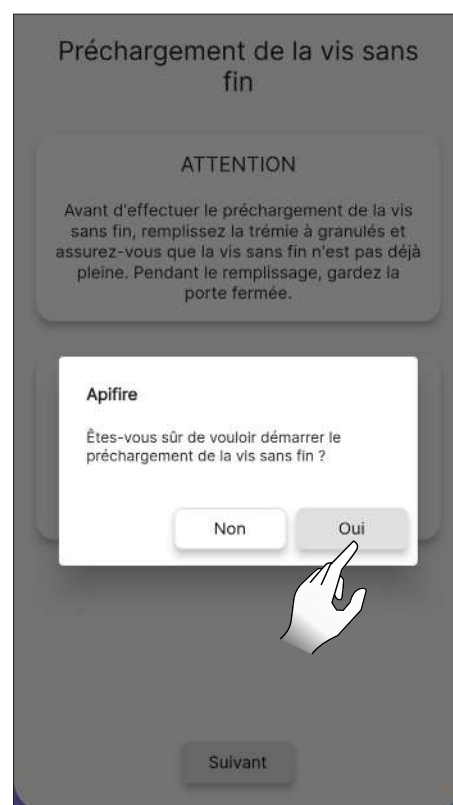 Préchargement de la vis sans
fin
ATTENTION
Avant d'effectuer le préchargement de la vis
sans fin, remplissez la trémie à granulés et
assurez-vous que la vis sans fin n'est pas déjà
pleine. Pendant le remplissage, gardez la
porte fermée.
Apifire
Êtes-vous sûr de vouloir démarrer le
préchargement de la vis sans fin ?
Non Oui
Suivant